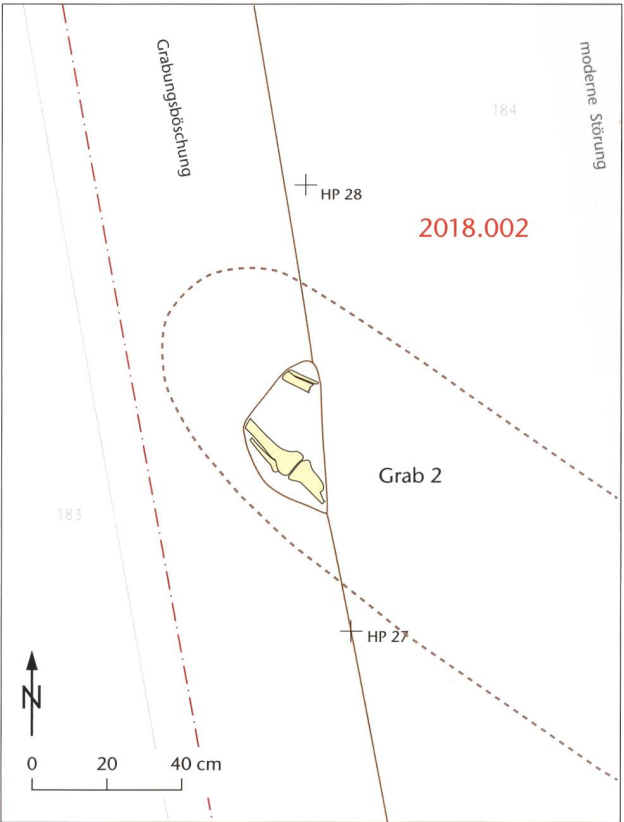 Grabungsböschung
moderne Störung
184
HP 28
2018.002
Grab 2
183
HP 27
N
0 20 40 cm